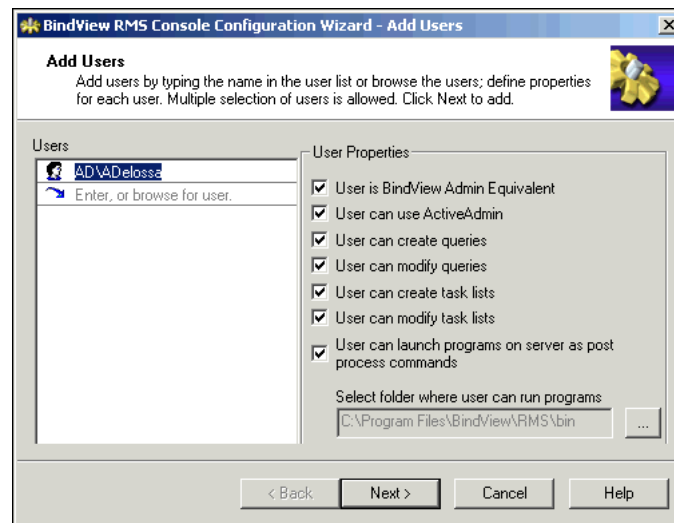 BindView RMS Console Configuration Wizard - Add Users
Add Users
Add users by typing the name in the user list or browse the users; define properties
for each user. Multiple selection of users is allowed. Click Next to add.
Users
AD\ADelossa
Enter, or browse for user.
User Properties
User is BindView Admin Equivalent
User can use ActiveAdmin
User can create queries
User can modify queries
User can create task lists
User can modify task lists
User can launch programs on server as post
process commands
Select folder where user can run programs
C:\Program Files\BindView\RMS\bin
...
< Back
Next >
Cancel
Help